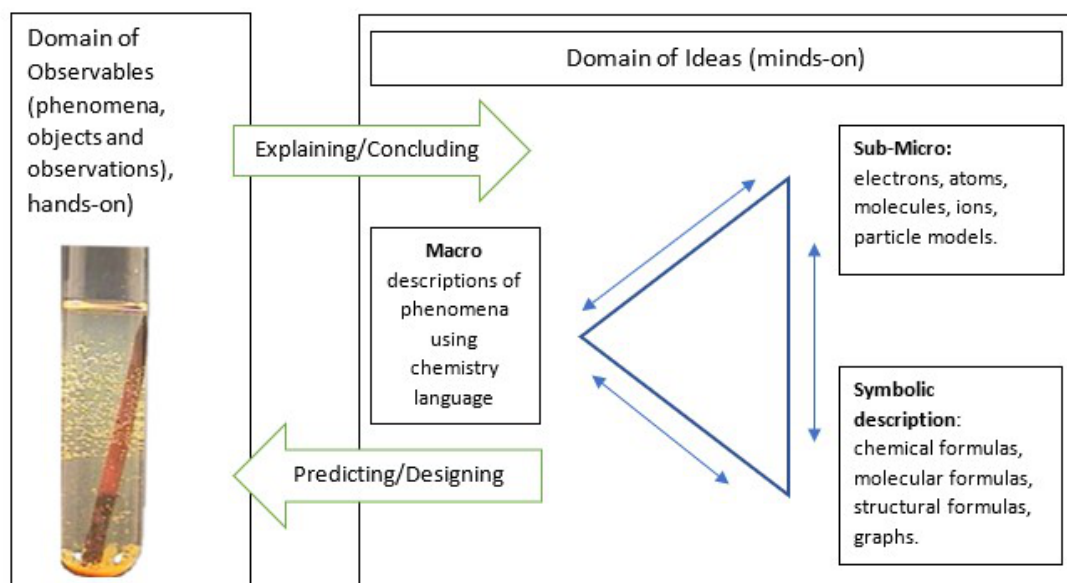 Domain of
Observables
(phenomena,
objects and
observations),
hands-on)
Domain of Ideas (minds-on)
Explaining/Concluding
Sub-Micro:
electrons, atoms,
molecules, ions,
particle models.
Macro
descriptions of
phenomena
using
chemistry
language
Predicting/Designing
Symbolic
description:
chemical formulas,
molecular formulas,
structural formulas,
graphs.